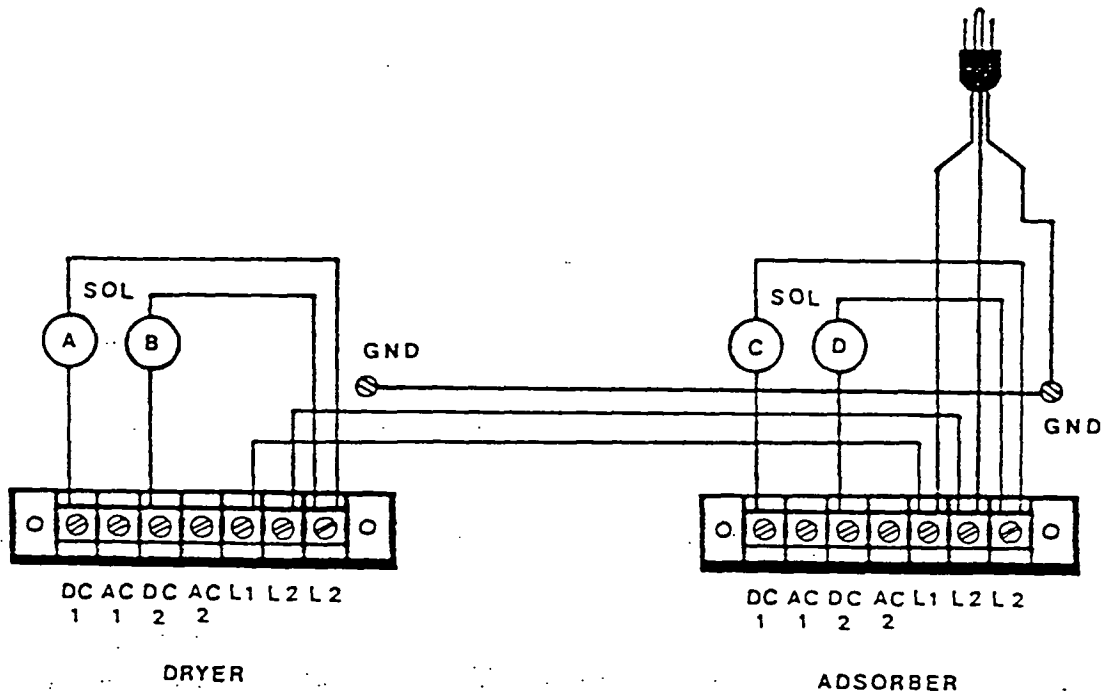 SOL
A
B
GND
SOL
C
D
GND
DC 1 AC 1 DC 2 AC 2 L1 L2 L2
DC 1 AC 1 DC 2 AC 2 L1 L2 L2
DRYER
ADSORBER